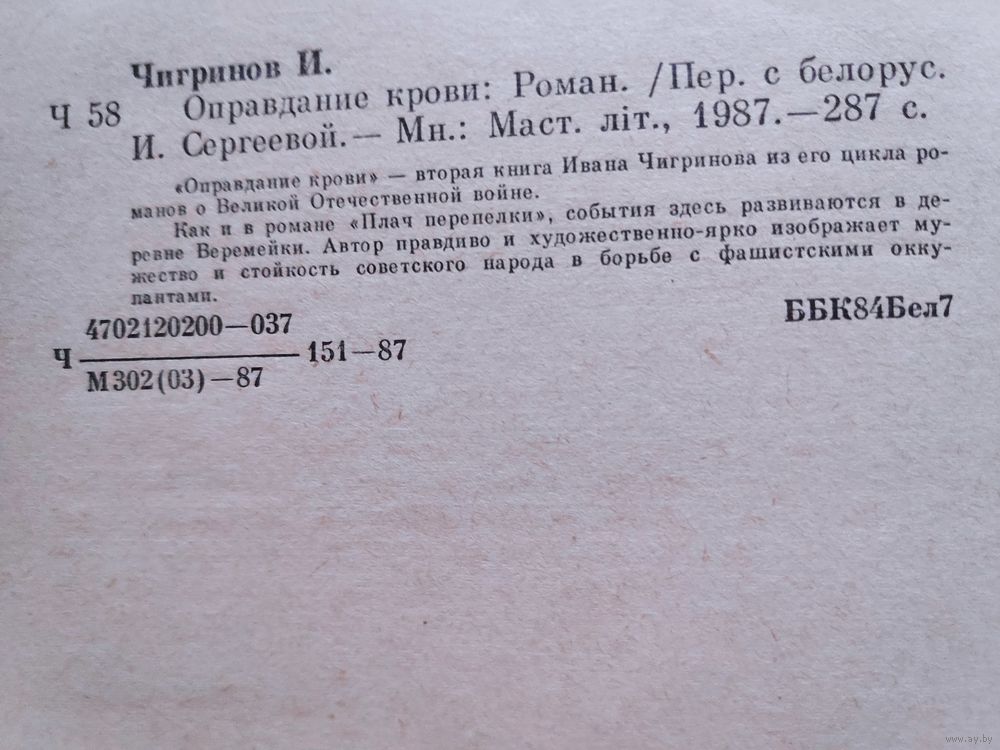 Чигринов И.
Ч 58 Оправдание крови: Роман. /Пер. с белорус.
И. Сергеевой.— Мн.: Маст. літ., 1987.—287 с.
«Оправдание крови» — вторая книга Ивана Чигринова из его цикла ро-
манов о Великой Отечественной войне.
Как и в романе «Плач перепелки», события здесь развиваются в де-
ревне Веремейки. Автор правдиво и художественно-ярко изображает му-
жество и стойкость советского народа в борьбе с фашистскими окку-
пантами.
4702120200—037
Ч ———————— 151—87
М302(03)—87
ББК84Бел7
www.ay.by